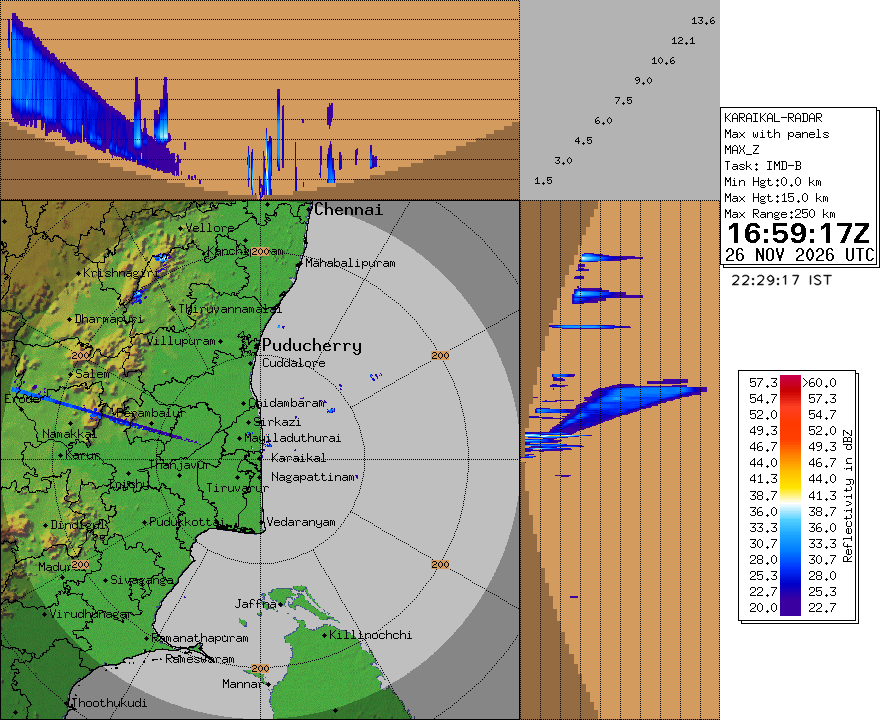 13.6
12.1
10.6
9.0
7.5
6.0
4.5
3.0
1.5
KARAIKAL-RADAR
Max with panels
MAX_Z
Task: IMD-B
Min Hgt:0.0 km
Max Hgt:15.0 km
Max Range:250 km
16:59:17Z
26 NOV 2026 UTC
22:29:17 IST
Chennai
Vellore
200
Mahabalipuram
Krishnagiri
Thiruvannamalai
Dharmapuri
Villupuram
Puducherry
200
200
Cuddalore
Salem
Erode
Chidambaram
Perambalur
Sirkazi
Namakkal
Mayiladuthurai
Karur
Karaikal
Thanjavur
Nagapattinam
Tiruvarur
Dindigul
Pudukkottai
Vedaranyam
200
200
Sivaganga
Jaffna
Virudhunagar
Ramanathapuram
Killinochchi
Rameswaram
200
Mannar
Thoothukudi
57.3 >60.0
54.7 57.3
52.0 54.7
49.3 52.0
46.7 49.3
44.0 46.7
41.3 44.0
38.7 41.3
36.0 38.7
33.3 36.0
30.7 33.3
28.0 30.7
25.3 28.0
22.7 25.3
20.0 22.7
Reflectivity in dBZ